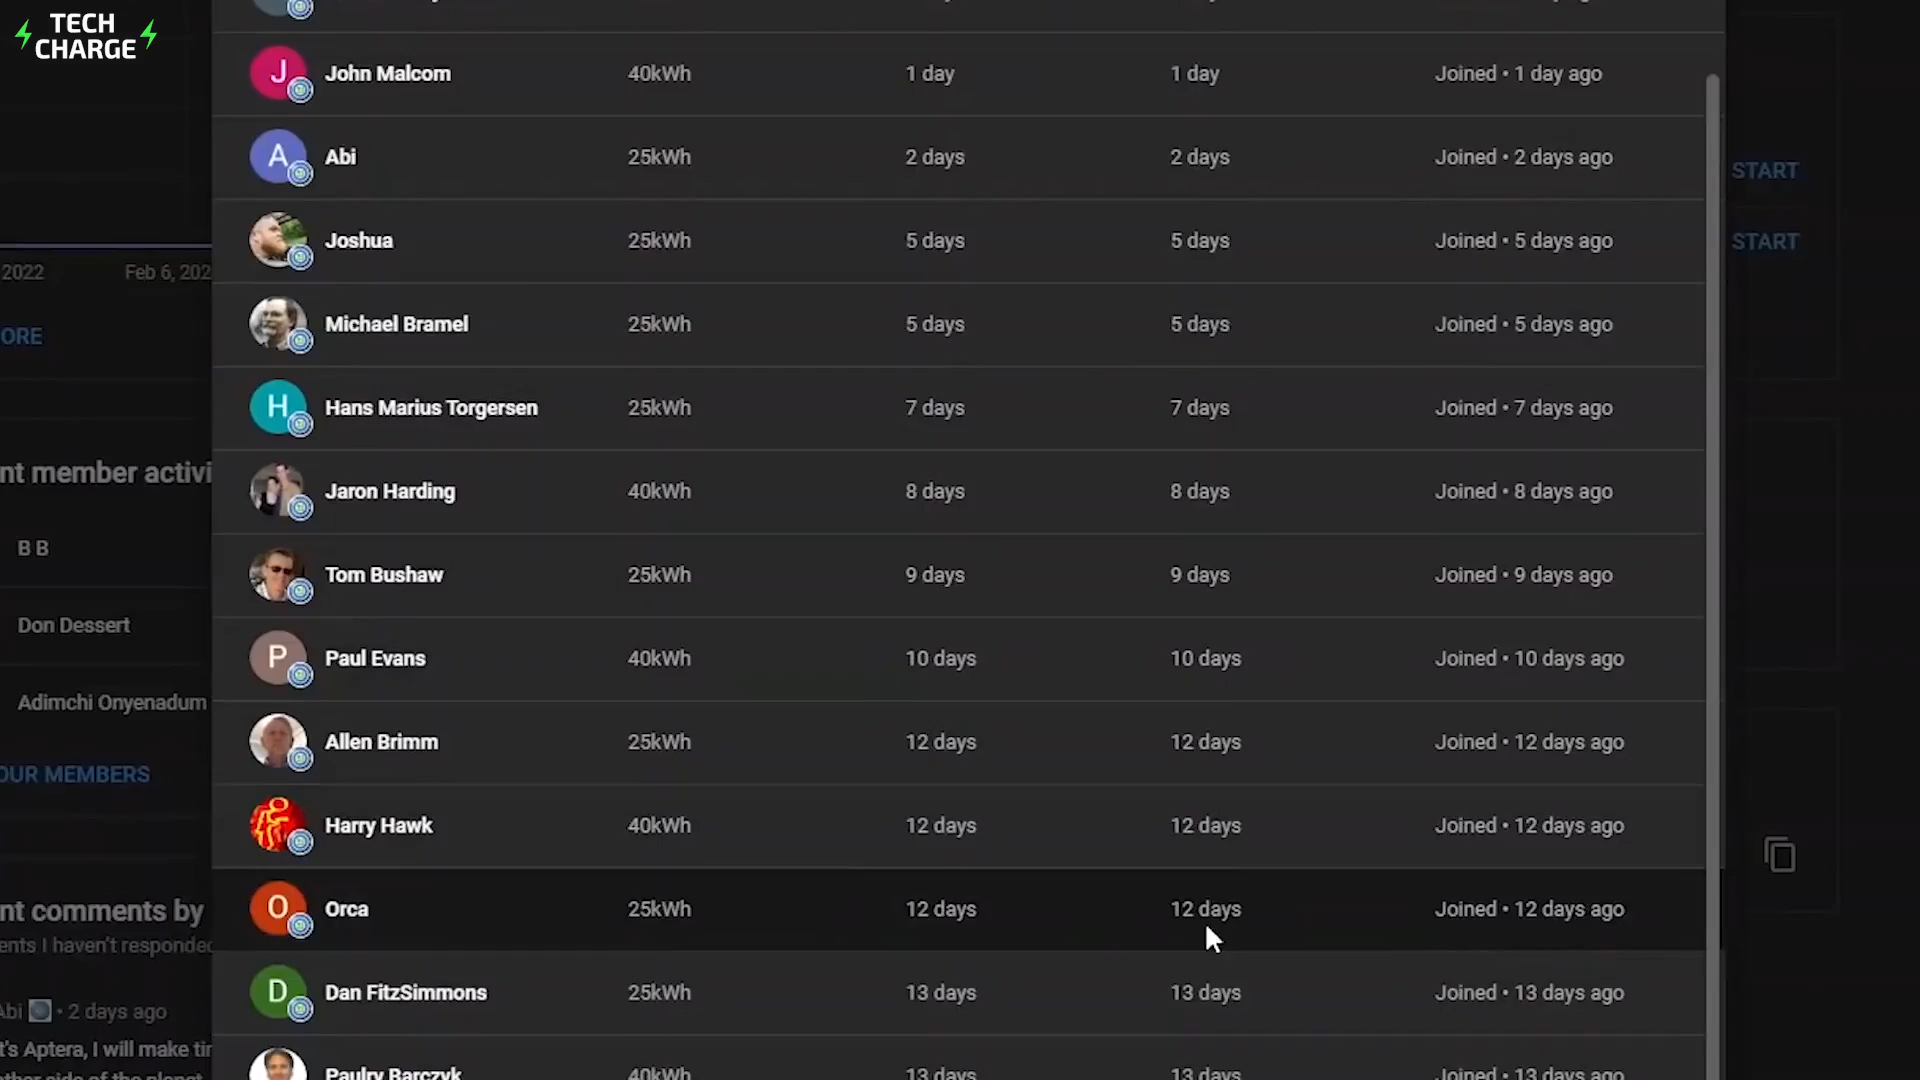 TECH
CHARGE
J John Malcom 40kWh 1 day 1 day Joined • 1 day ago
A Abi 25kWh 2 days 2 days Joined • 2 days ago
START
Joshua 25kWh 5 days 5 days Joined • 5 days ago
START
2022 Feb 6, 202
Michael Bramel 25kWh 5 days 5 days Joined • 5 days ago
ORE
H Hans Marius Torgersen 25kWh 7 days 7 days Joined • 7 days ago
nt member activi
Jaron Harding 40kWh 8 days 8 days Joined • 8 days ago
B B
Tom Bushaw 25kWh 9 days 9 days Joined • 9 days ago
Don Dessert
P Paul Evans 40kWh 10 days 10 days Joined • 10 days ago
Adimchi Onyenadum
Allen Brimm 25kWh 12 days 12 days Joined • 12 days ago
OUR MEMBERS
Harry Hawk 40kWh 12 days 12 days Joined • 12 days ago
O Orca 25kWh 12 days 12 days Joined • 12 days ago
nt comments by
ents I haven't responded
D Dan FitzSimmons 25kWh 13 days 13 days Joined • 13 days ago
Abi • 2 days ago
t's Aptera, I will make tir
Paulry Barczyk 40kWh 13 days 13 days Joined • 13 days ago